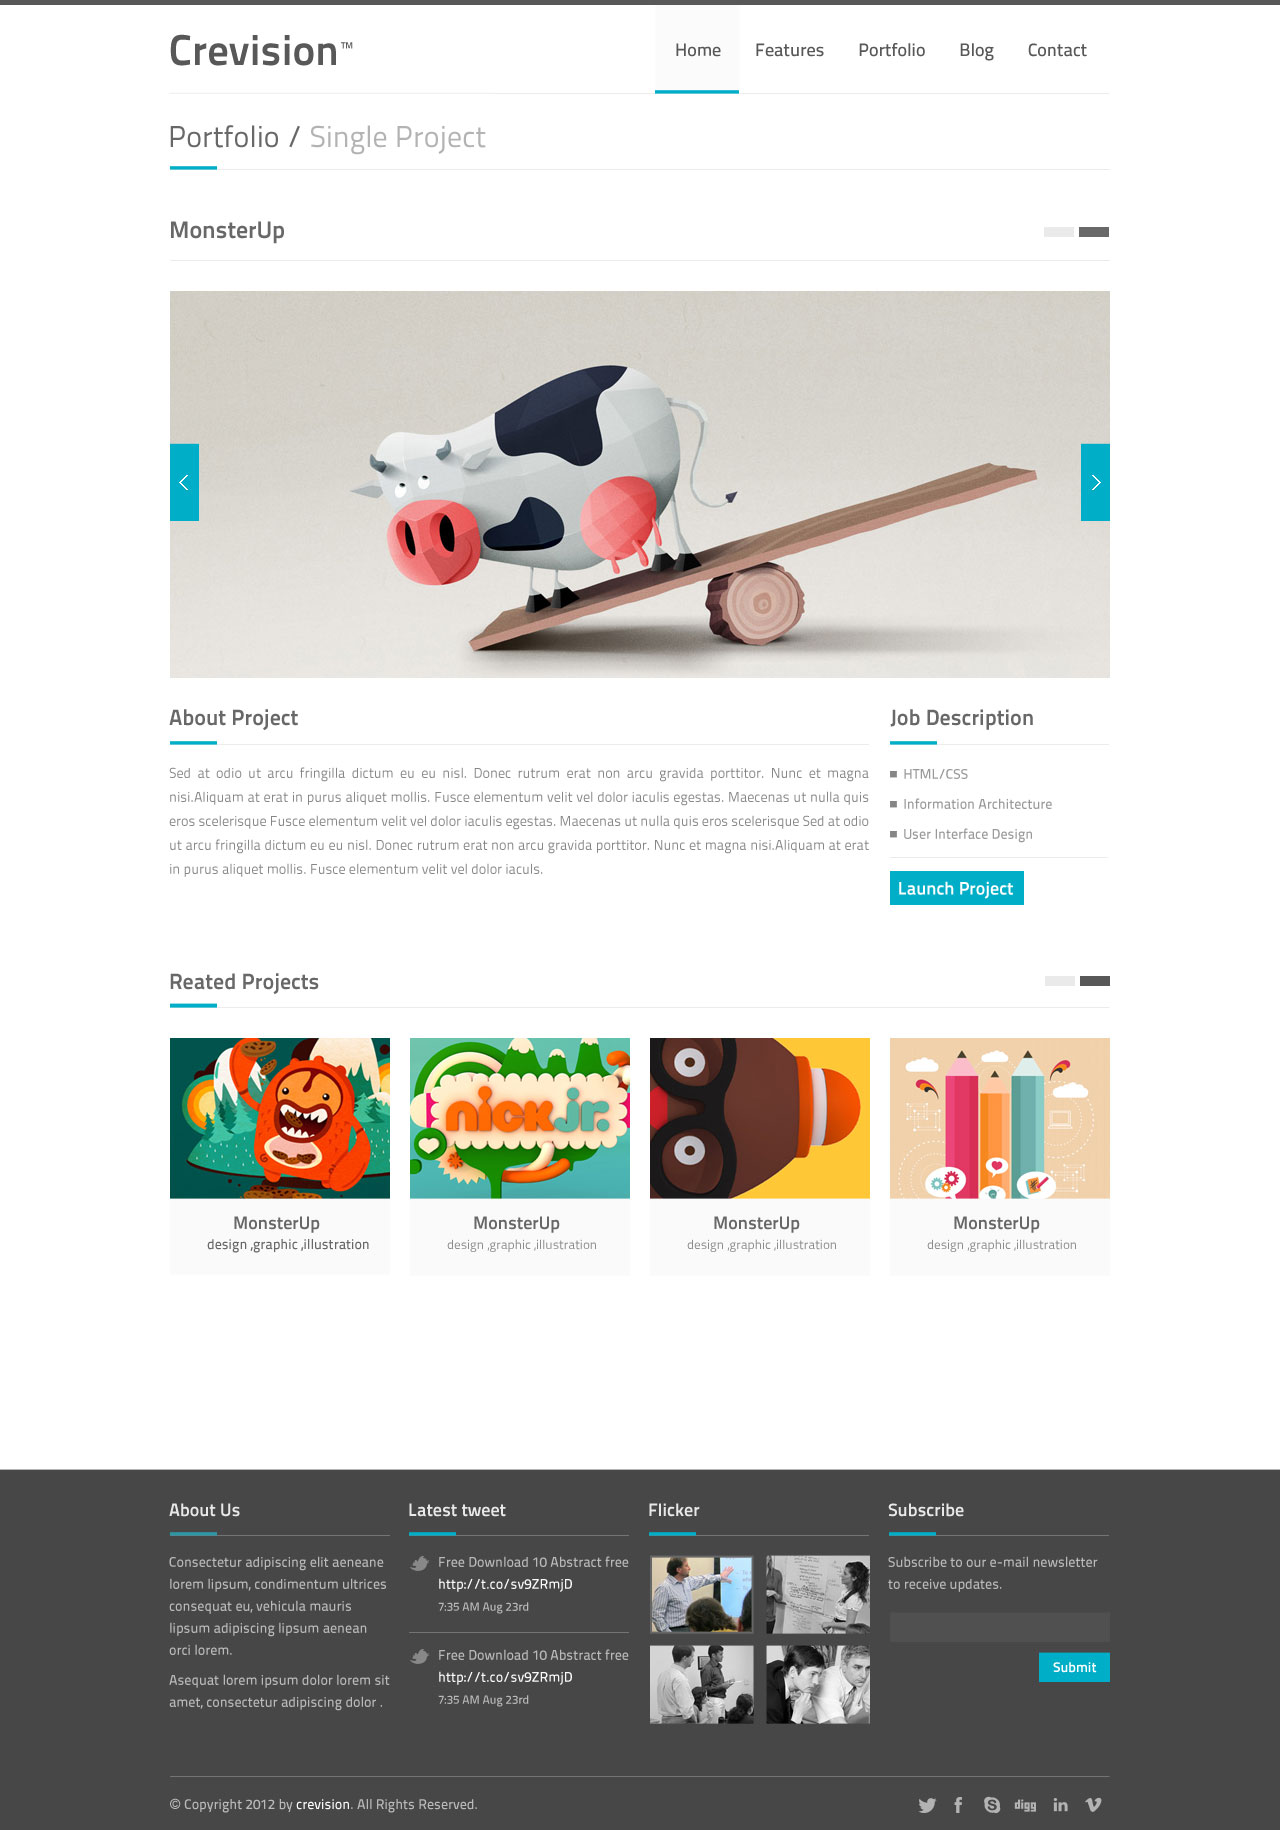 Crevision™
Home Features Portfolio Blog Contact
Portfolio / Single Project
MonsterUp
About Project
Sed at odio ut arcu fringilla dictum eu eu nisl. Donec rutrum erat non arcu gravida porttitor. Nunc et magna
nisi.Aliquam at erat in purus aliquet mollis. Fusce elementum velit vel dolor iaculis egestas. Maecenas ut nulla quis
eros scelerisque Fusce elementum velit vel dolor iaculis egestas. Maecenas ut nulla quis eros scelerisque Sed at odio
ut arcu fringilla dictum eu eu nisl. Donec rutrum erat non arcu gravida porttitor. Nunc et magna nisi.Aliquam at erat
in purus aliquet mollis. Fusce elementum velit vel dolor iaculs.
Job Description
HTML/CSS
Information Architecture
User Interface Design
Launch Project
Reated Projects
nick jr.
MonsterUp
design ,graphic ,illustration
MonsterUp
design ,graphic ,illustration
MonsterUp
design ,graphic ,illustration
MonsterUp
design ,graphic ,illustration
About Us
Consectetur adipiscing elit aeneane
lorem lipsum, condimentum ultrices
consequat eu, vehicula mauris
lipsum adipiscing lipsum aenean
orci lorem.
Asequat lorem ipsum dolor lorem sit
amet, consectetur adipiscing dolor .
Latest tweet
Free Download 10 Abstract free
http://t.co/sv9ZRmjD
7:35 AM Aug 23rd
Free Download 10 Abstract free
http://t.co/sv9ZRmjD
7:35 AM Aug 23rd
Flicker
Subscribe
Subscribe to our e-mail newsletter
to receive updates.
Submit
© Copyright 2012 by crevision. All Rights Reserved.
digg in